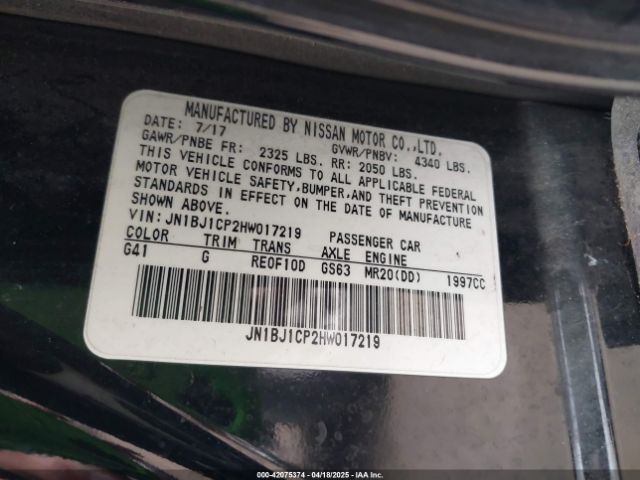 MANUFACTURED BY NISSAN MOTOR CO.,LTD.
DATE: 7/17 GVWR/PNBV: 4340 LBS.
GAWR/PNBE FR: 2325 LBS. RR: 2050 LBS.
THIS VEHICLE CONFORMS TO ALL APPLICABLE FEDERAL
MOTOR VEHICLE SAFETY,BUMPER,AND THEFT PREVENTION
STANDARDS IN EFFECT ON THE DATE OF MANUFACTURE
SHOWN ABOVE.
VIN: JN1BJ1CP2HW017219 PASSENGER CAR
COLOR TRIM TRANS AXLE ENGINE
G41 G RE0F10D GS63 MR20(DD) 1997CC
JN1BJ1CP2HW017219
000-42075374 - 04/18/2025 - IAAI.COM